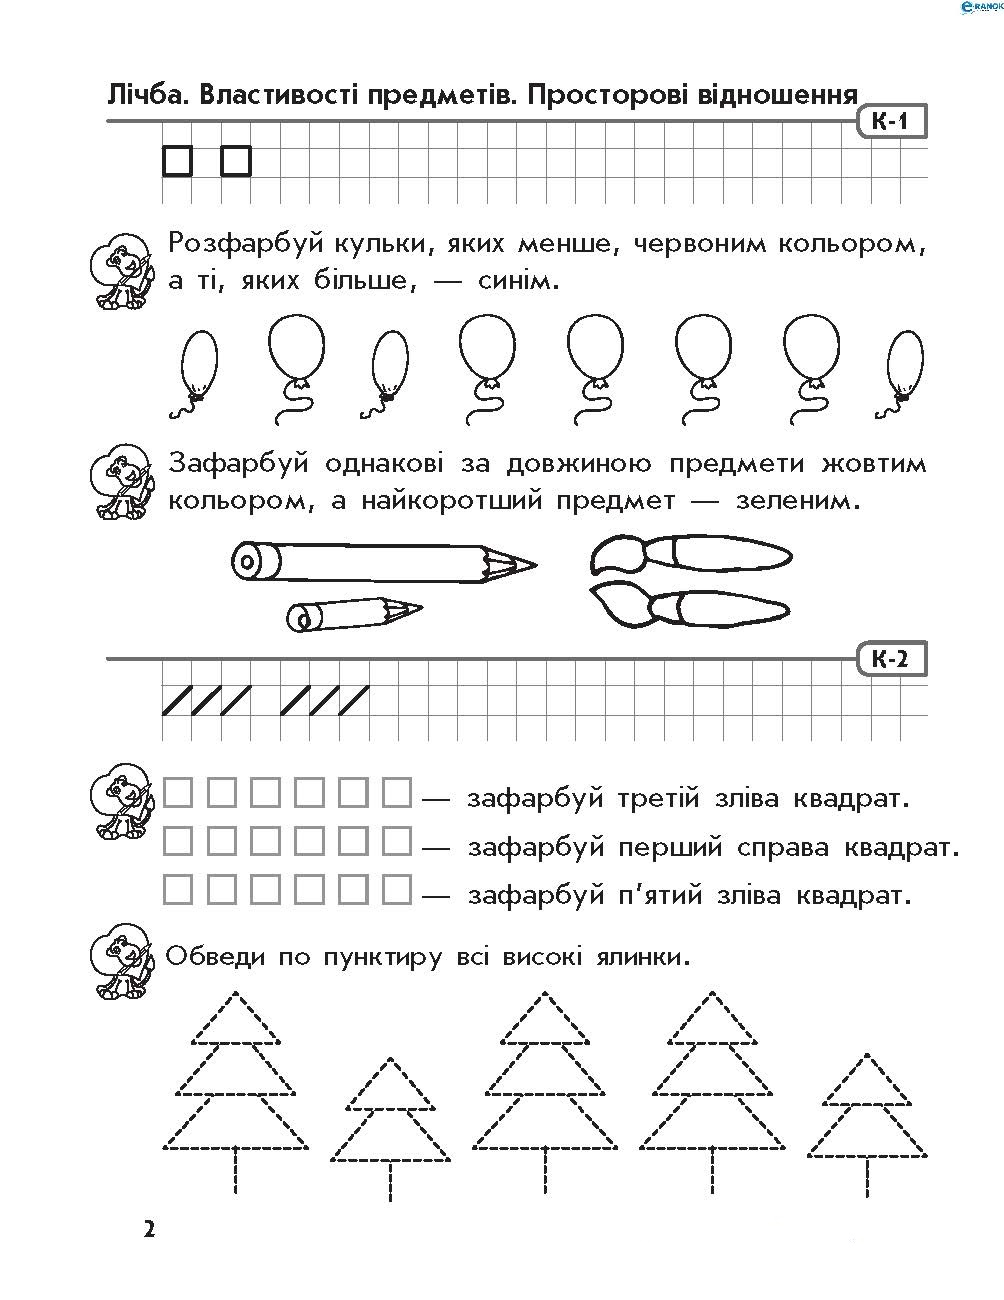 e-RANOK
Лічба. Властивості предметів. Просторові відношення
К-1
Розфарбуй кульки, яких менше, червоним кольором,
а ті, яких більше, — синім.
Зафарбуй однакові за довжиною предмети жовтим
кольором, а найкоротший предмет — зеленим.
К-2
— зафарбуй третій зліва квадрат.
— зафарбуй перший справа квадрат.
— зафарбуй п'ятий зліва квадрат.
Обведи по пунктиру всі високі ялинки.
2